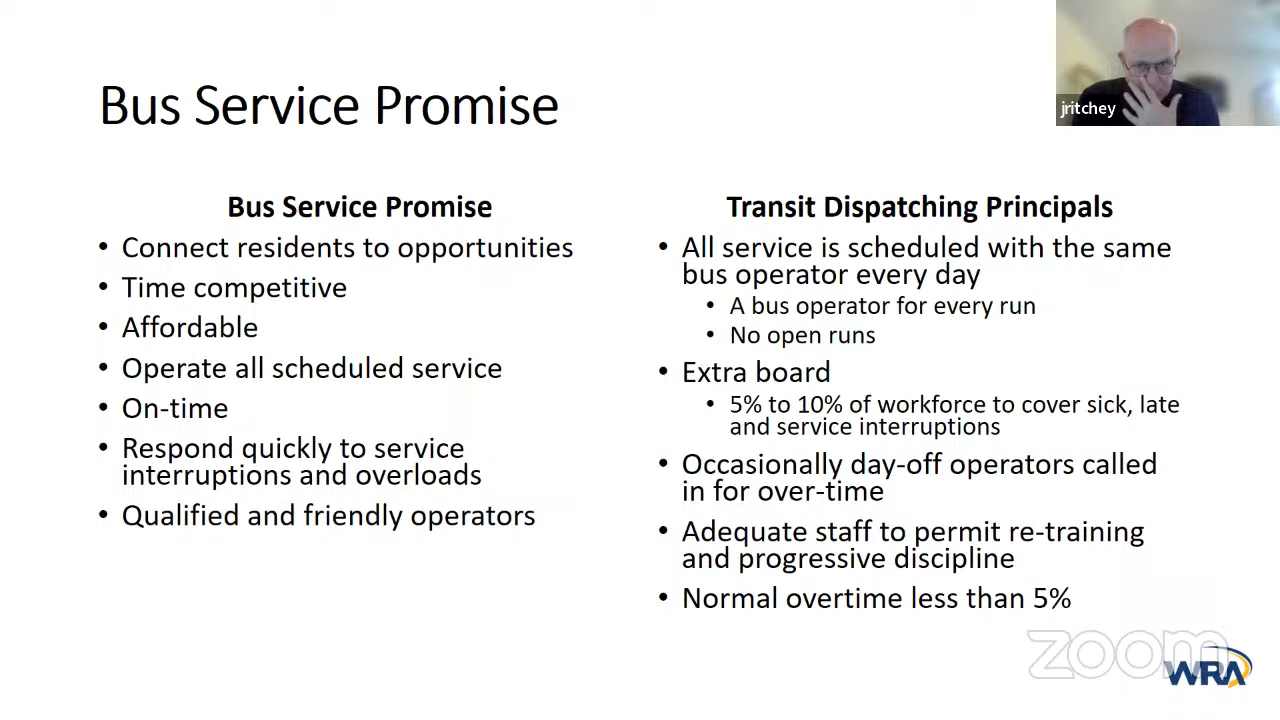 Bus Service Promise
jritchey
Bus Service Promise
• Connect residents to opportunities
• Time competitive
• Affordable
• Operate all scheduled service
• On-time
• Respond quickly to service
interruptions and overloads
• Qualified and friendly operators
Transit Dispatching Principals
• All service is scheduled with the same
bus operator every day
• A bus operator for every run
• No open runs
• Extra board
• 5% to 10% of workforce to cover sick, late
and service interruptions
• Occasionally day-off operators called
in for over-time
• Adequate staff to permit re-training
and progressive discipline
• Normal overtime less than 5%
zoom
WRA